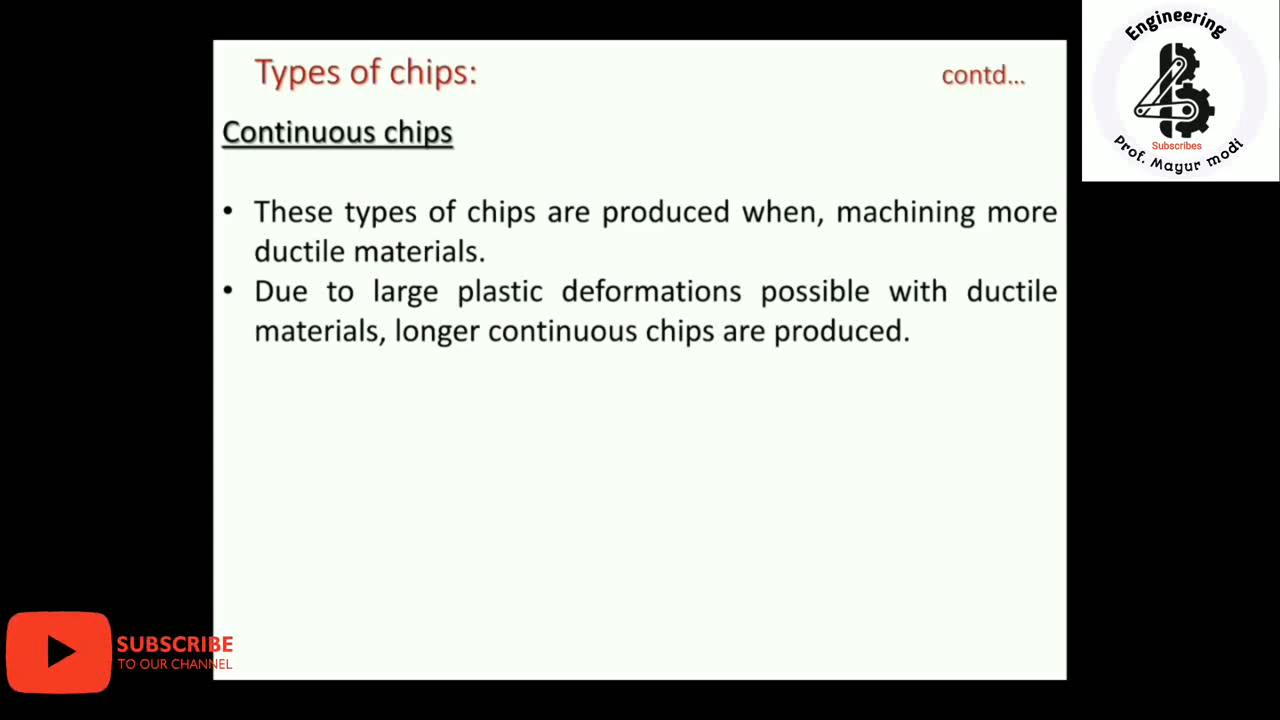 Types of chips:
contd...
Continuous chips
• These types of chips are produced when, machining more
ductile materials.
• Due to large plastic deformations possible with ductile
materials, longer continuous chips are produced.
Engineering
Subscribes
Prof. Mayur modi
SUBSCRIBE
TO OUR CHANNEL